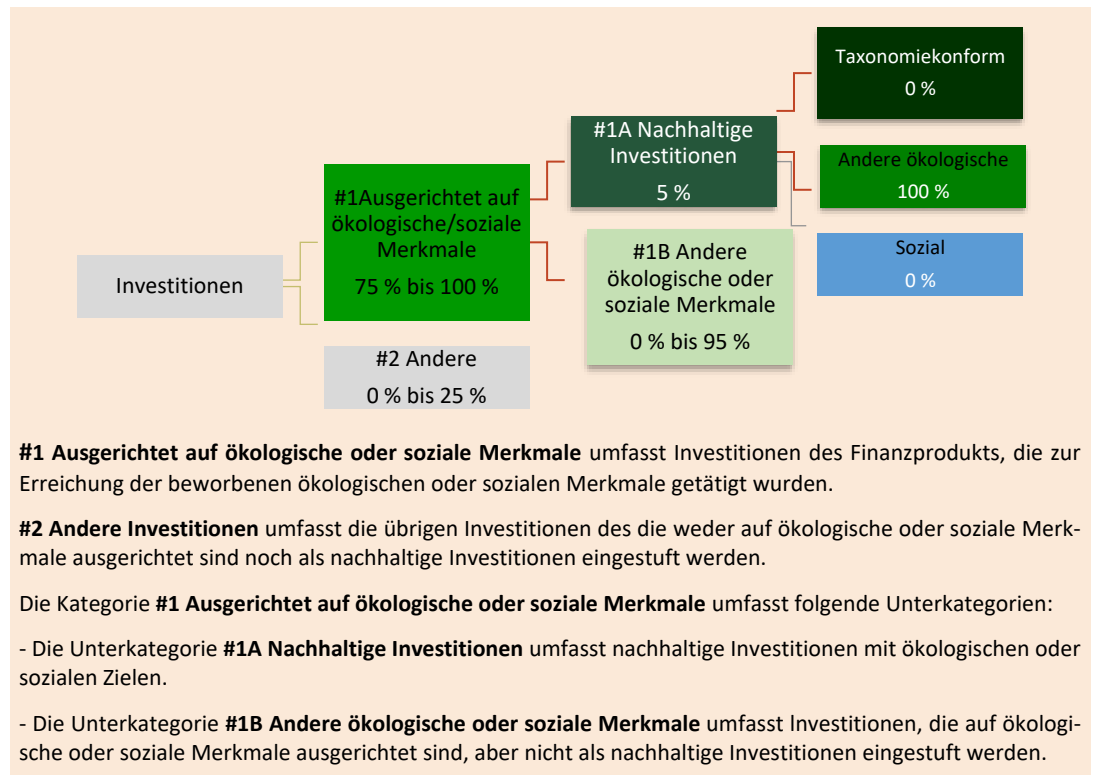 Taxonomiekonform
0 %
#1A Nachhaltige
Investitionen
5 %
Andere ökologische
100 %
#1Ausgerichtet auf
ökologische/soziale
Merkmale
75 % bis 100 %
#1B Andere
ökologische oder
soziale Merkmale
0 % bis 95 %
Sozial
0 %
Investitionen
#2 Andere
0 % bis 25 %
#1 Ausgerichtet auf ökologische oder soziale Merkmale umfasst Investitionen des Finanzprodukts, die zur
Erreichung der beworbenen ökologischen oder sozialen Merkmale getätigt wurden.
#2 Andere Investitionen umfasst die übrigen Investitionen des die weder auf ökologische oder soziale Merk-
male ausgerichtet sind noch als nachhaltige Investitionen eingestuft werden.
Die Kategorie #1 Ausgerichtet auf ökologische oder soziale Merkmale umfasst folgende Unterkategorien:
- Die Unterkategorie #1A Nachhaltige Investitionen umfasst nachhaltige Investitionen mit ökologischen oder
sozialen Zielen.
- Die Unterkategorie #1B Andere ökologische oder soziale Merkmale umfasst Investitionen, die auf ökologi-
sche oder soziale Merkmale ausgerichtet sind, aber nicht als nachhaltige Investitionen eingestuft werden.